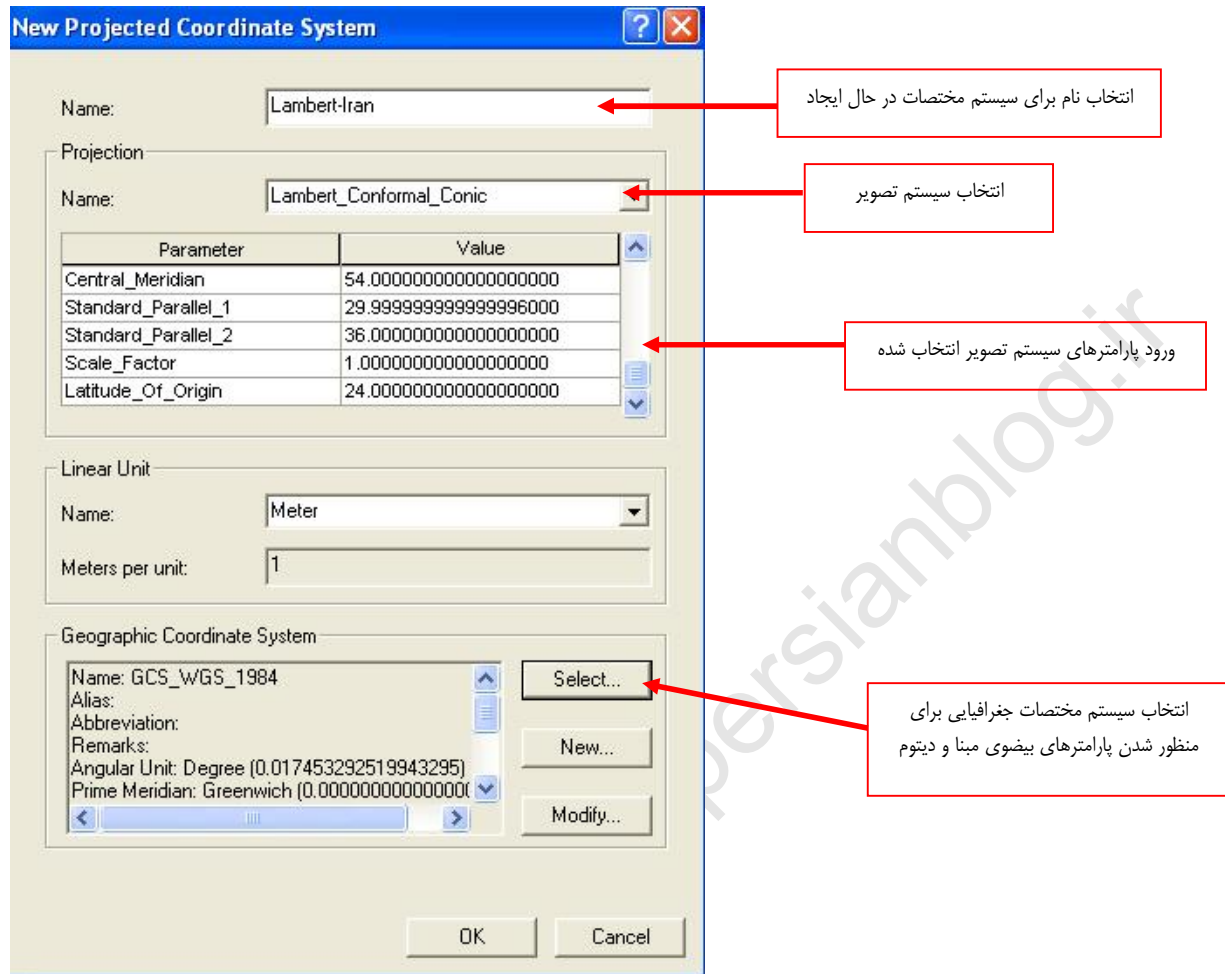 New Projected Coordinate System
Name: Lambert-Iran
انتخاب نام برای سیستم مختصات در حال ایجاد
Projection
Name: Lambert_Conformal_Conic
انتخاب سیستم تصویر
Parameter Value
Central_Meridian 54.000000000000000000
Standard_Parallel_1 29.999999999999996000
Standard_Parallel_2 36.000000000000000000
Scale_Factor 1.000000000000000000
Latitude_Of_Origin 24.000000000000000000
ورود پارامترهای سیستم تصویر انتخاب شده
Linear Unit
Name: Meter
Meters per unit: 1
Geographic Coordinate System
Name: GCS_WGS_1984
Alias:
Abbreviation:
Remarks:
Angular Unit: Degree (0.017453292519943295)
Prime Meridian: Greenwich (0.000000000000000
Select...
New...
Modify...
انتخاب سیستم مختصات جغرافیایی برای
منظور شدن پارامترهای بیضوی مبنا و دیتوم
OK Cancel
persianblog.ir